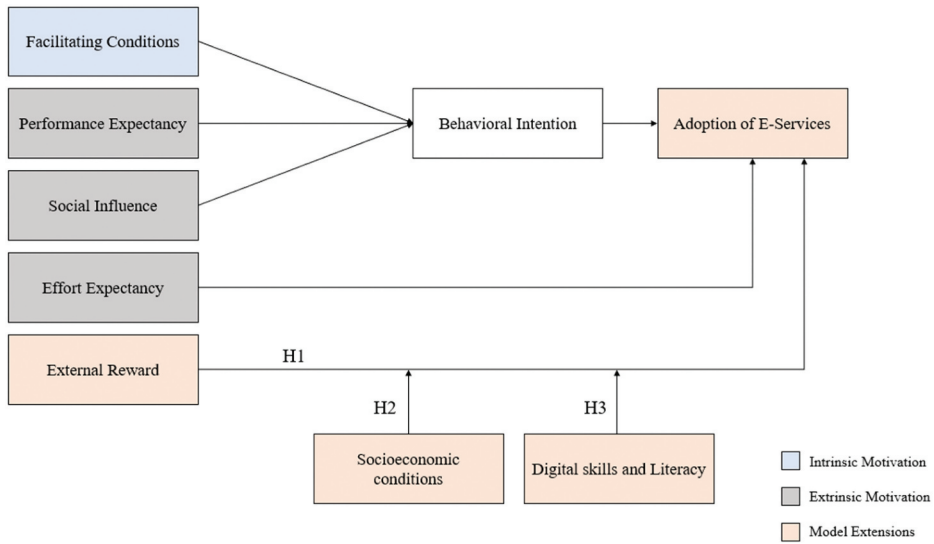 Facilitating Conditions
Performance Expectancy
Behavioral Intention
Adoption of E-Services
Social Influence
Effort Expectancy
External Reward
H1
H2
H3
Socioeconomic
conditions
Digital skills and Literacy
Intrinsic Motivation
Extrinsic Motivation
Model Extensions